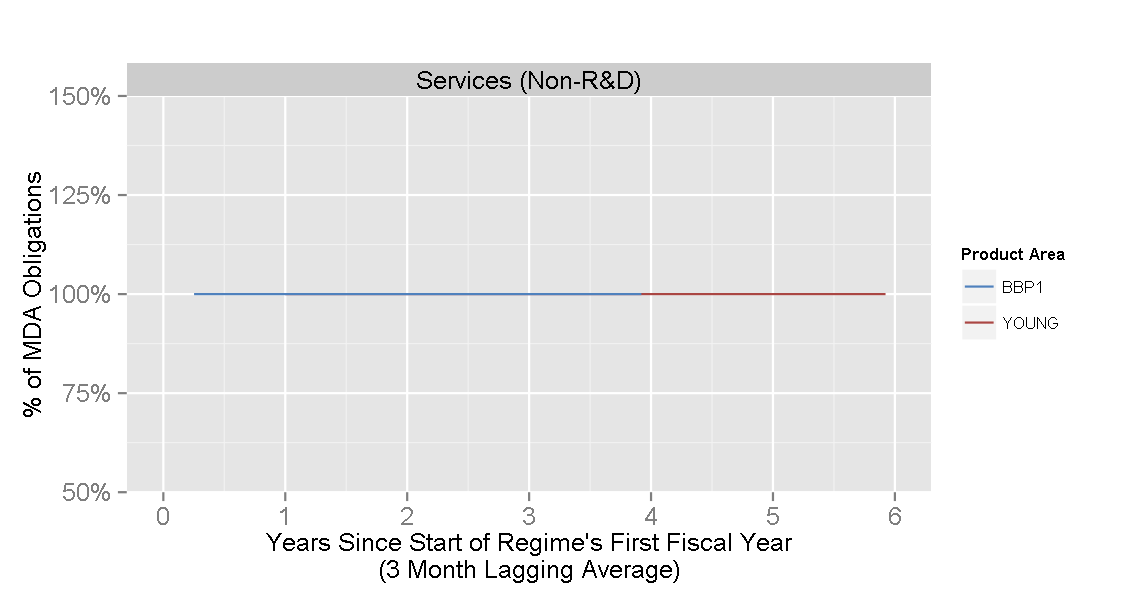 Services (Non-R&D)
150%
125%
100%
75%
50%
% of MDA Obligations
0 1 2 3 4 5 6
Years Since Start of Regime's First Fiscal Year
(3 Month Lagging Average)
Product Area
BBP1
YOUNG